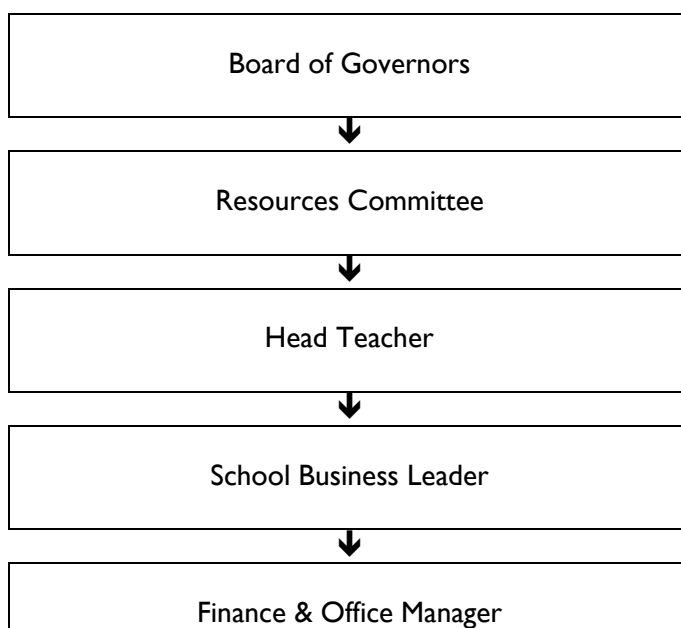 Board of Governors
Resources Committee
Head Teacher
School Business Leader
Finance & Office Manager